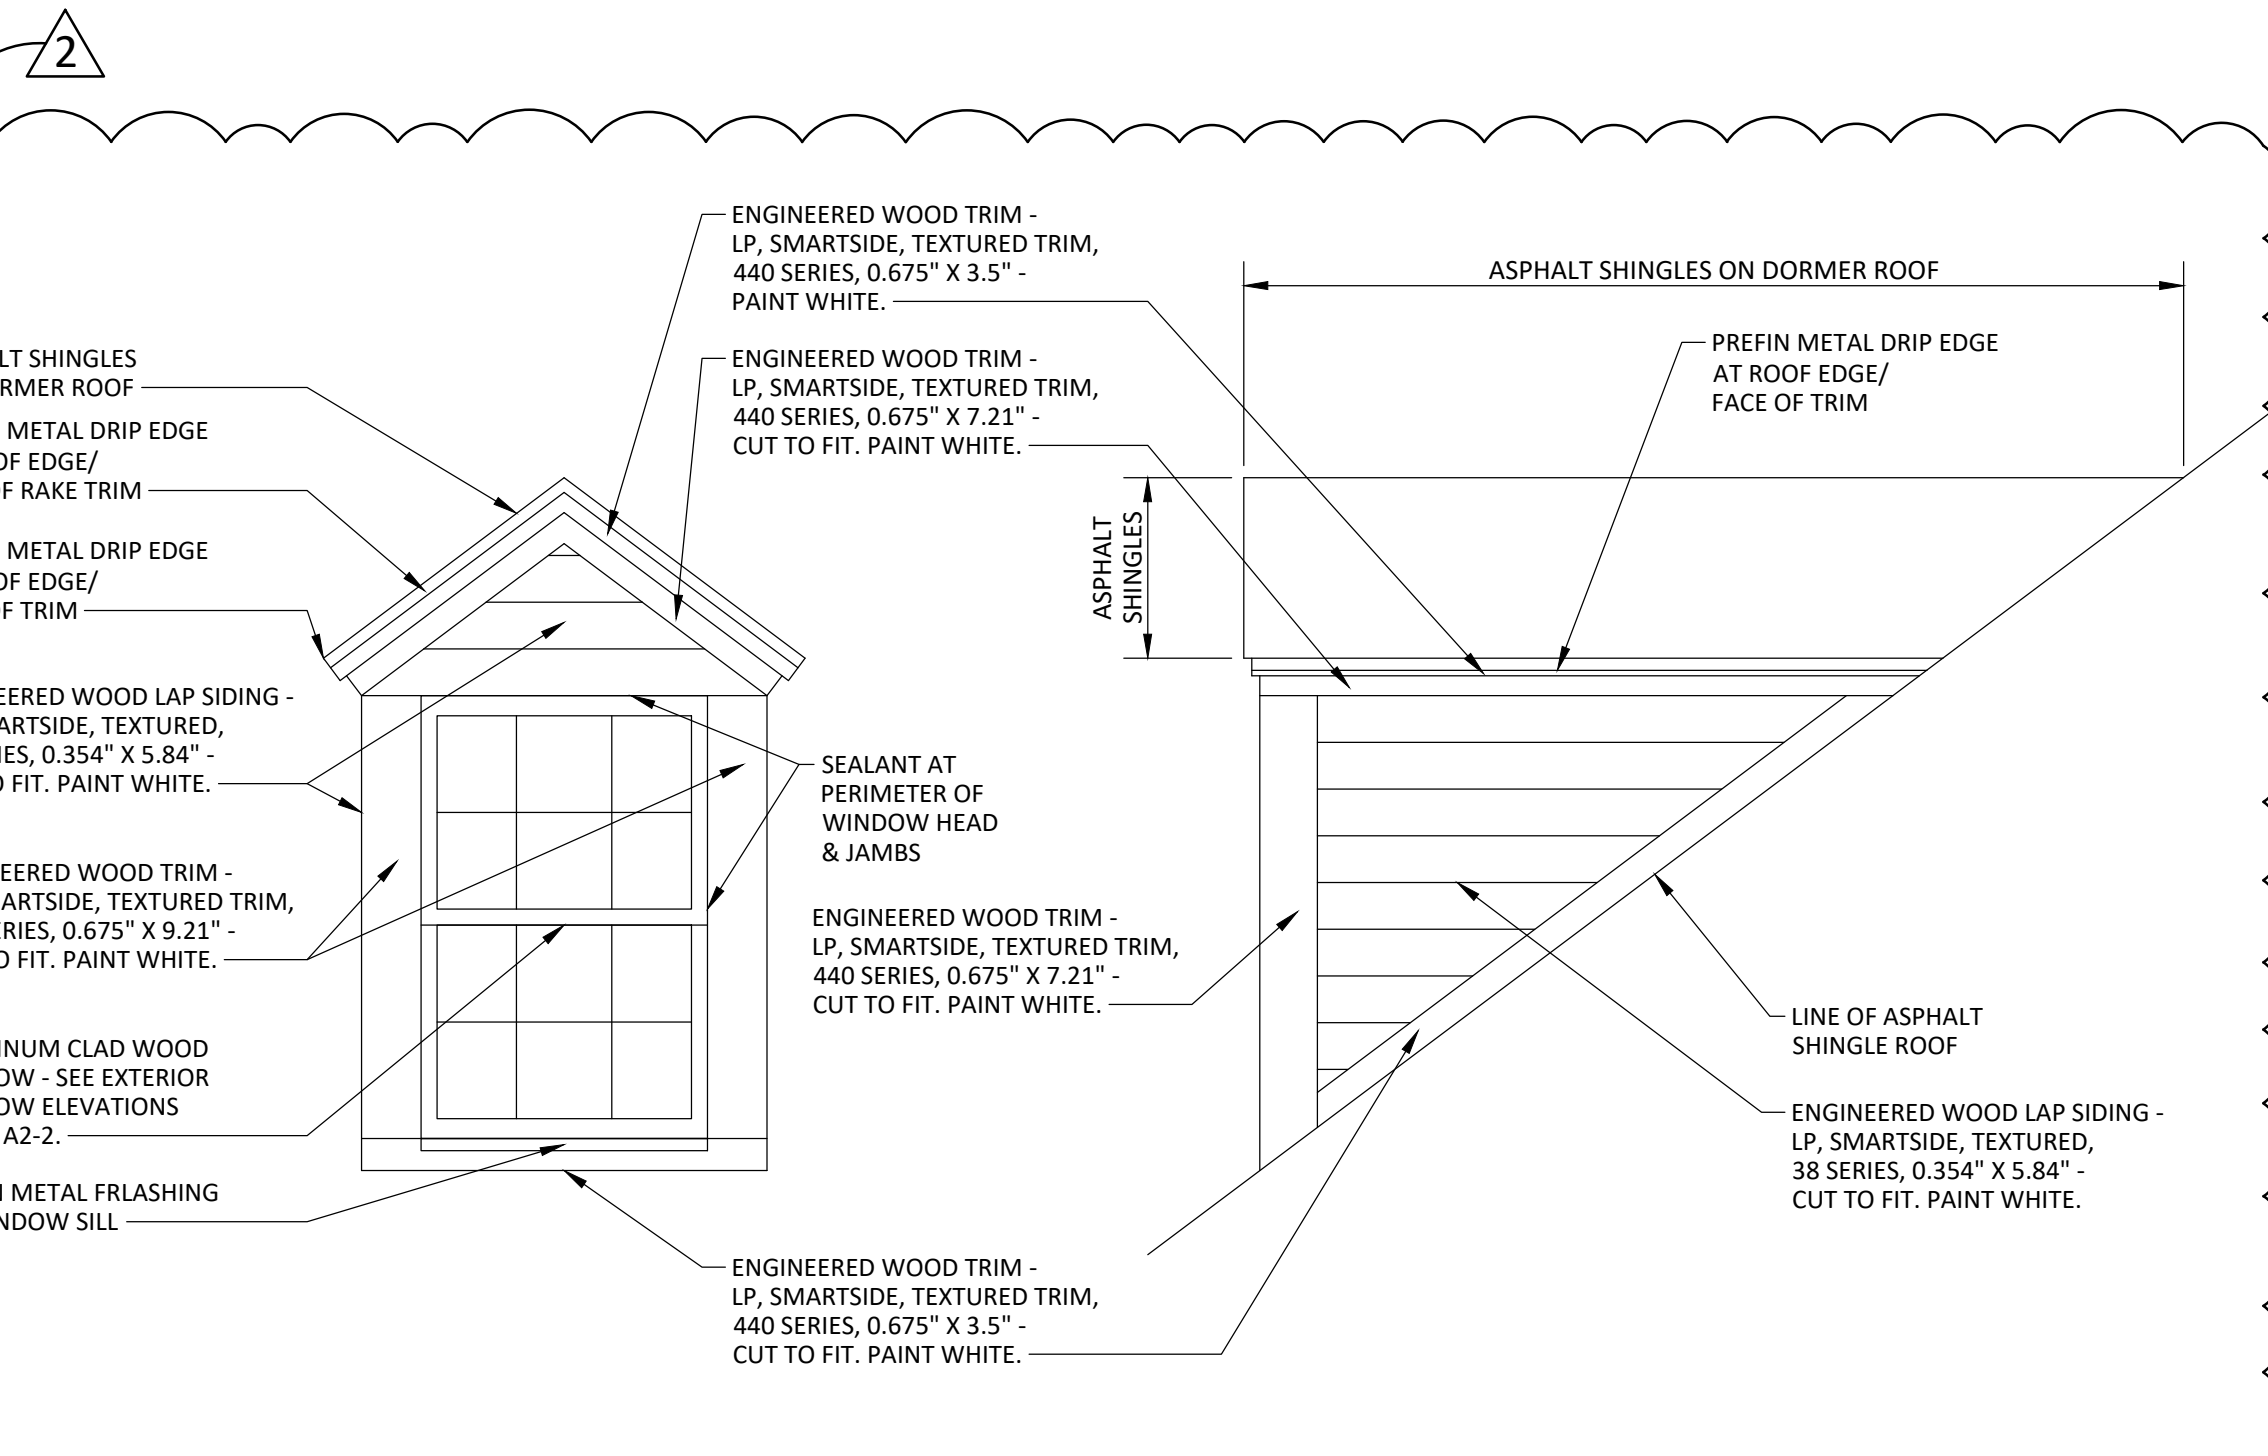 2
ENGINEERED WOOD TRIM -
LP, SMARTSIDE, TEXTURED TRIM,
440 SERIES, 0.675" X 3.5" -
PAINT WHITE.
ENGINEERED WOOD TRIM -
LP, SMARTSIDE, TEXTURED TRIM,
440 SERIES, 0.675" X 7.21" -
CUT TO FIT. PAINT WHITE.
ASPHALT SHINGLES ON DORMER ROOF
PREFIN METAL DRIP EDGE
AT ROOF EDGE/
FACE OF TRIM
LT SHINGLES
RMER ROOF
METAL DRIP EDGE
OF EDGE/
F RAKE TRIM
METAL DRIP EDGE
OF EDGE/
F TRIM
ASPHALT
SHINGLES
EERED WOOD LAP SIDING -
ARTSIDE, TEXTURED,
IES, 0.354" X 5.84" -
O FIT. PAINT WHITE.
EERED WOOD TRIM -
ARTSIDE, TEXTURED TRIM,
ERIES, 0.675" X 9.21" -
O FIT. PAINT WHITE.
INUM CLAD WOOD
OW - SEE EXTERIOR
OW ELEVATIONS
A2-2.
METAL FRLASHING
NDOW SILL
SEALANT AT
PERIMETER OF
WINDOW HEAD
& JAMBS
ENGINEERED WOOD TRIM -
LP, SMARTSIDE, TEXTURED TRIM,
440 SERIES, 0.675" X 7.21" -
CUT TO FIT. PAINT WHITE.
LINE OF ASPHALT
SHINGLE ROOF
ENGINEERED WOOD LAP SIDING -
LP, SMARTSIDE, TEXTURED,
38 SERIES, 0.354" X 5.84" -
CUT TO FIT. PAINT WHITE.
ENGINEERED WOOD TRIM -
LP, SMARTSIDE, TEXTURED TRIM,
440 SERIES, 0.675" X 3.5" -
CUT TO FIT. PAINT WHITE.